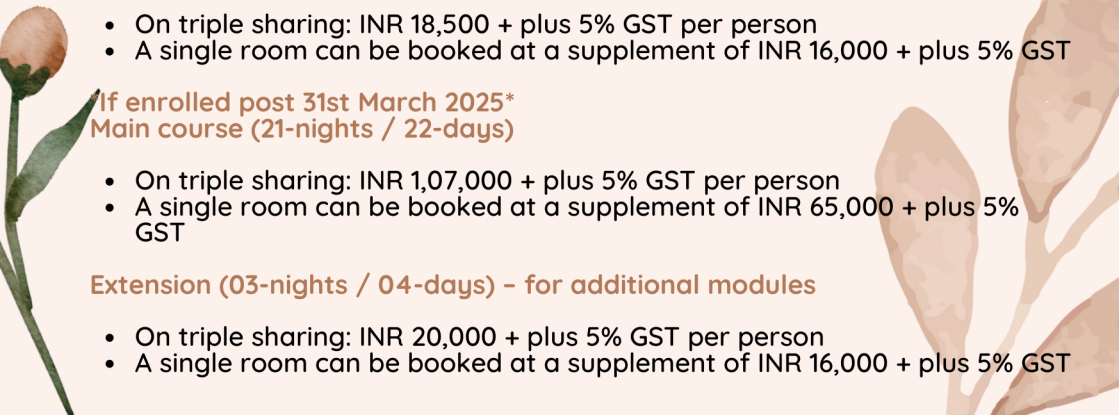 • On triple sharing: INR 18,500 + plus 5% GST per person
• A single room can be booked at a supplement of INR 16,000 + plus 5% GST
*If enrolled post 31st March 2025*
Main course (21-nights / 22-days)
• On triple sharing: INR 1,07,000 + plus 5% GST per person
• A single room can be booked at a supplement of INR 65,000 + plus 5%
GST
Extension (03-nights / 04-days) – for additional modules
• On triple sharing: INR 20,000 + plus 5% GST per person
• A single room can be booked at a supplement of INR 16,000 + plus 5% GST